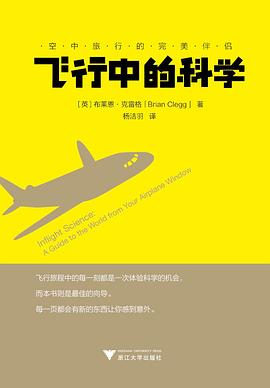 ·空·中·旅·行·的·完·美·伴·侣
飞行中的科学
[英]布莱恩·克雷格[Brian Clegg] 著
杨洁羽 译
Inflight Science:
A Guide to the World from Your Airplane Window
飞行旅程中的每一刻都是一次体验科学的机会，
而本书则是最佳的向导。
每一页都会有新的东西让你感到意外。
ZHEJIANG UNIVERSITY PRESS
浙江大学出版社